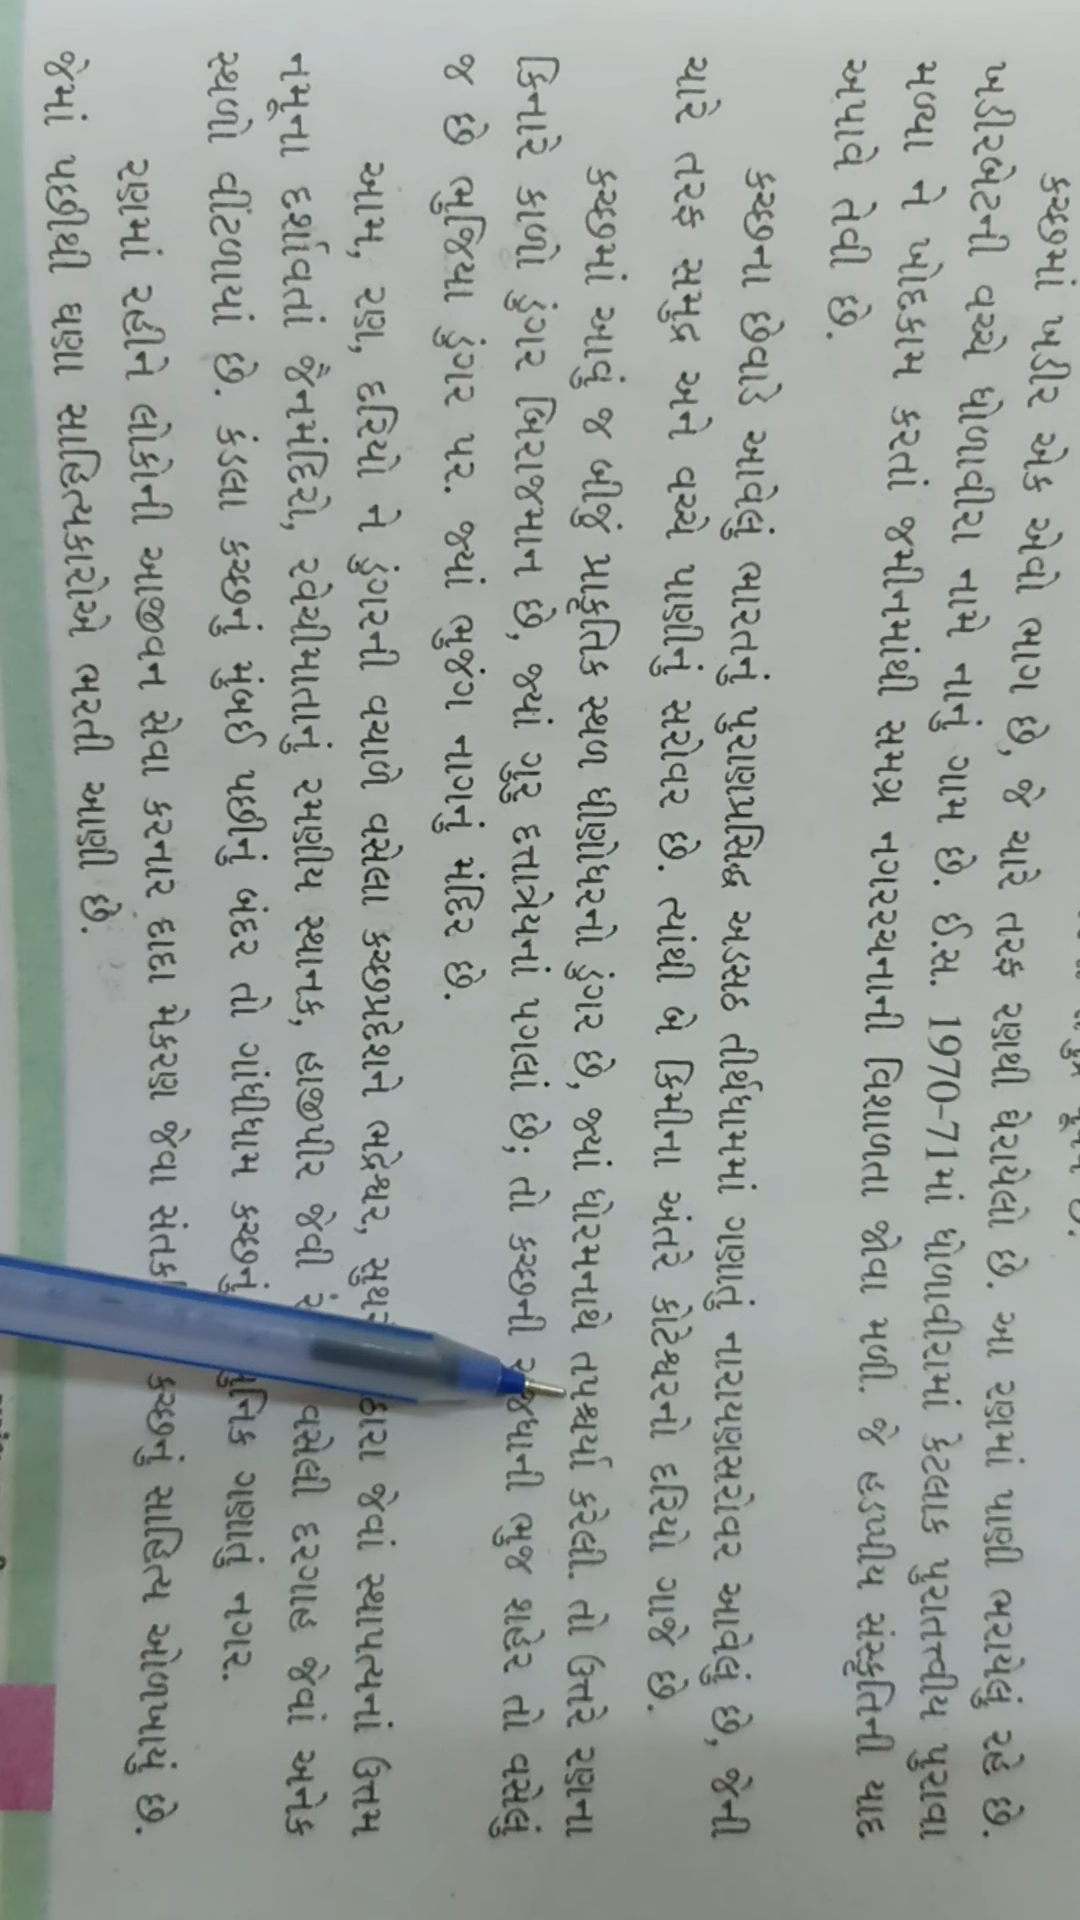 કચ્છમાં ખડીર એક એવો ભાગ છે, જે ચારે તરફ રણથી ઘેરાયેલો છે. આ રણમાં પાણી ભરાયેલું રહે છે.
ખડીરબેટની વચ્ચે ધોળાવીરા નામે નાનું ગામ છે. ઈ.સ. 1970-71માં ધોળાવીરામાં કેટલાક પુરાતત્વીય પુરાવા
મળ્યા ને ખોદકામ કરતાં જમીનમાંથી સમગ્ર નગરરચનાની વિશાળતા જોવા મળી. જે હડપ્પીય સંસ્કૃતિની યાદ
અપાવે તેવી છે.
કચ્છના છેવાડે આવેલું ભારતનું પુરાણપ્રસિદ્ધ અડસઠ તીર્થધામમાં ગણાતું નારાયણસરોવર આવેલું છે, જેની
ચારે તરફ સમુદ્ર અને વચ્ચે પાણીનું સરોવર છે. ત્યાંથી બે કિમીના અંતરે કોટેશ્વરનો દરિયો ગાજે છે.
કચ્છમાં આવું જ બીજું પ્રાકૃતિક સ્થળ ધીણોધરનો ડુંગર છે, જ્યાં ધોરમનાથે તપશ્ચર્યા કરેલી. તો ઉત્તરે રણના
કિનારે કાળો ડુંગર બિરાજમાન છે, જ્યાં ગુરુ દત્તાત્રેયનાં પગલાં છે; તો કચ્છની જધાની ભુજ શહેર તો વસેલું
જ છે ભુજિયા ડુંગર પર. જ્યાં ભુજંગ નાગનું મંદિર છે.
આમ, રણ, દરિયો ને ડુંગરની વચાળે વસેલા કચ્છપ્રદેશને ભદ્રેશ્વર, જેવાં સ્થાપત્યનાં ઉત્તમ
નમૂના દર્શાવતાં જૈનમંદિરો, રવેચીમાતાનું રમણીય સ્થાનક, હાજીપીર જેવી વસેલી દરગાહ જેવાં અનેક
સ્થળો વીંટળાયાં છે. કંડલા કચ્છનું મુંબઈ પછીનું બંદર તો ગાંધીધામ કચ્છનું ગણાતું નગર.
રણમાં રહીને લોકોની આજીવન સેવા કરનાર દાદા મેકરણ જેવા કચ્છનું સાહિત્ય ઓળખાયું છે.
જેમાં પછીથી ઘણા સાહિત્યકારોએ ભરતી આણી છે.